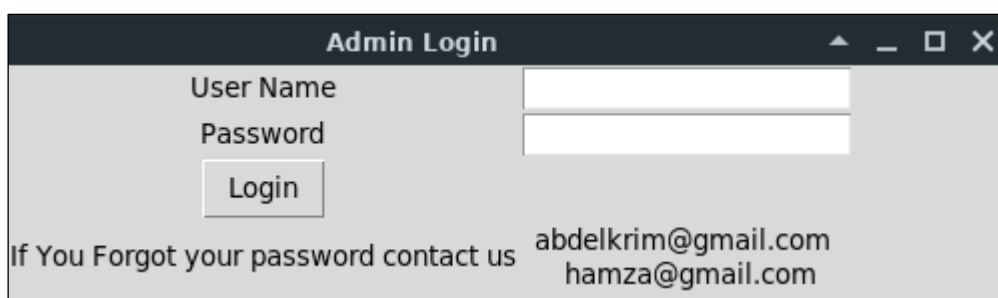 Admin Login
User Name
Password
Login
If You Forgot your password contact us
abdelkrim@gmail.com
hamza@gmail.com